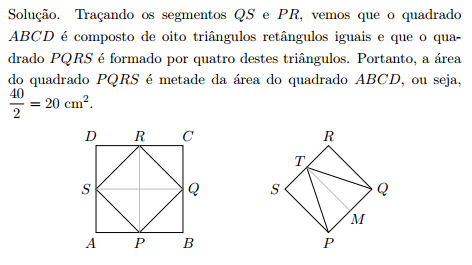 Solução. Traçando os segmentos QS e PR, vemos que o quadrado
ABCD é composto de oito triângulos retângulos iguais e que o qua-
drado PQRS é formado por quatro destes triângulos. Portanto, a área
do quadrado PQRS é metade da área do quadrado ABCD, ou seja,
40/2 = 20 cm².
D R C R
T
S Q S Q
M
A P B P